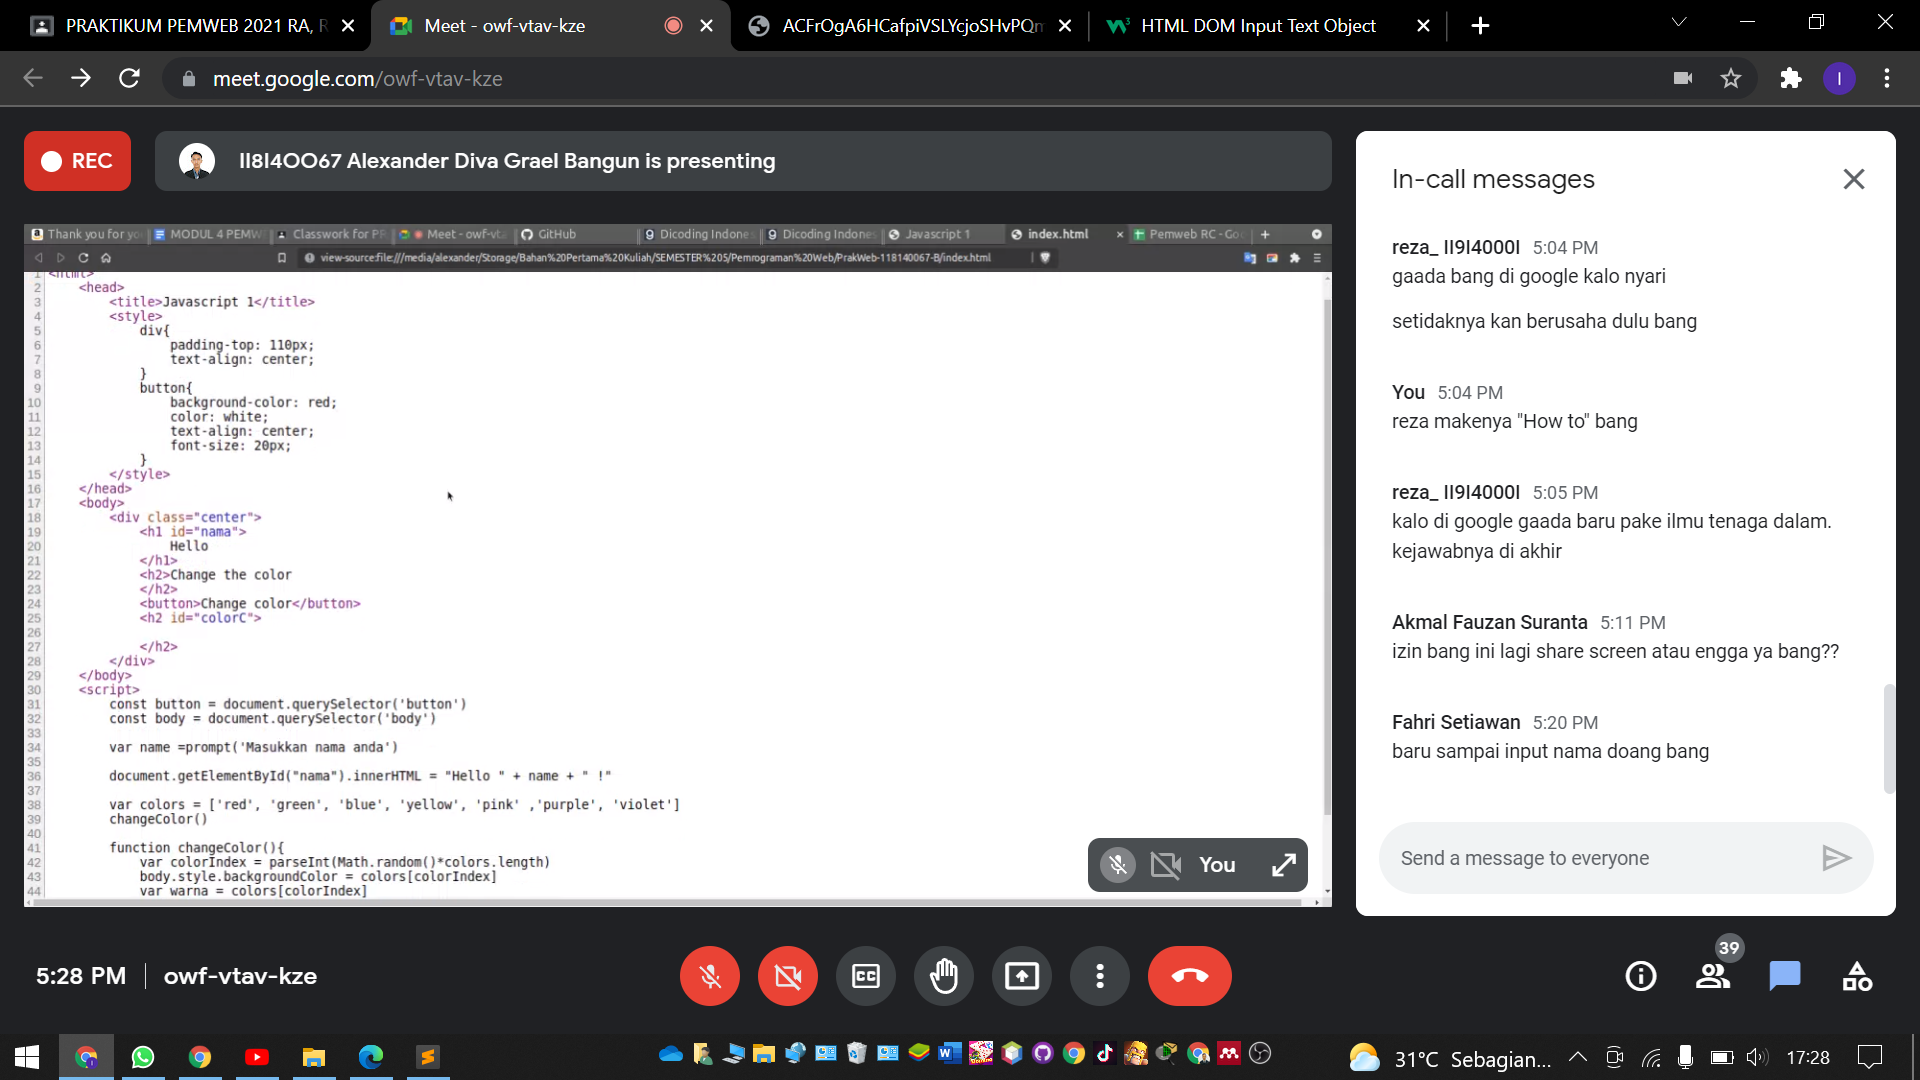 PRAKTIKUM PEMWEB 2021 RA, R
Meet - owf-vtav-kze
ACFrOgA6HCafpiVSLYcjoSHvPQm
HTML DOM Input Text Object
meet.google.com/owf-vtav-kze
I
REC
II8I4OO67 Alexander Diva Grael Bangun is presenting
Thank you for yo
MODUL 4 PEMW
Classwork for PR
Meet - owf-vta
GitHub
Dicoding Indones
Dicoding Indones
Javascript 1
index.html
Pemweb RC - Goo
view-source:file:///media/alexander/Storage/Bahan%20Pertama%20Kuliah/SEMESTER%205/Pemrograman%20Web/PrakWeb-118140067-B/index.html
1 <html>
2 <head>
3 <title>Javascript 1</title>
4 <style>
5 div{
6 padding-top: 110px;
7 text-align: center;
8 }
9 button{
10 background-color: red;
11 color: white;
12 text-align: center;
13 font-size: 20px;
14 }
15 </style>
16 </head>
17 <body>
18 <div class="center">
19 <h1 id="nama">
20 Hello
21 </h1>
22 <h2>Change the color
23 </h2>
24 <button>Change color</button>
25 <h2 id="colorC">
26
27 </h2>
28 </div>
29 </body>
30 <script>
31 const button = document.querySelector('button')
32 const body = document.querySelector('body')
33
34 var name =prompt('Masukkan nama anda')
35
36 document.getElementById("nama").innerHTML = "Hello " + name + " !"
37
38 var colors = ['red', 'green', 'blue', 'yellow', 'pink' ,'purple', 'violet']
39 changeColor()
40
41 function changeColor(){
42 var colorIndex = parseInt(Math.random()*colors.length)
43 body.style.backgroundColor = colors[colorIndex]
44 var warna = colors[colorIndex]
You
In-call messages
reza_ II9I4000I 5:04 PM
gaada bang di google kalo nyari
setidaknya kan berusaha dulu bang
You 5:04 PM
reza makenya "How to" bang
reza_ II9I4000I 5:05 PM
kalo di google gaada baru pake ilmu tenaga dalam.
kejawabnya di akhir
Akmal Fauzan Suranta 5:11 PM
izin bang ini lagi share screen atau engga ya bang??
Fahri Setiawan 5:20 PM
baru sampai input nama doang bang
Send a message to everyone
5:28 PM
owf-vtav-kze
CC
39
31°C Sebagian...
17:28